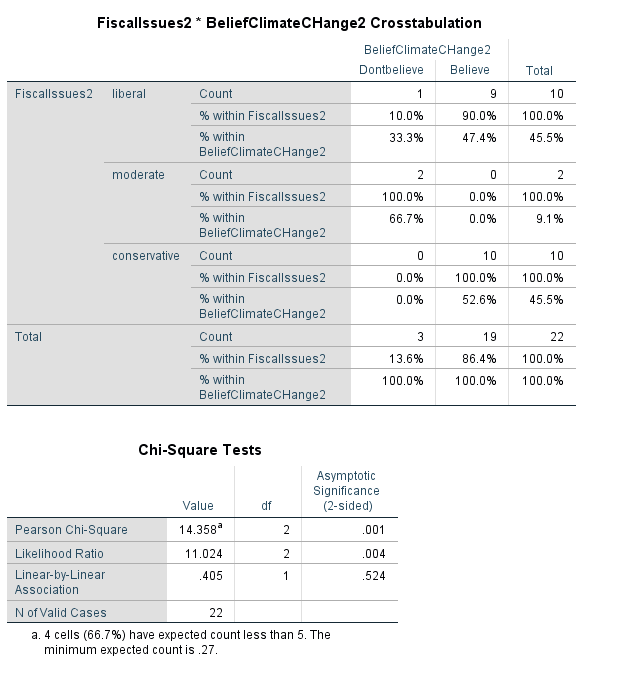 FiscalIssues2 * BeliefClimateCHange2 Crosstabulation
BeliefClimateCHange2
Dontbelieve Believe Total
FiscalIssues2 liberal Count 1 9 10
% within FiscalIssues2 10.0% 90.0% 100.0%
% within
BeliefClimateCHange2 33.3% 47.4% 45.5%
moderate Count 2 0 2
% within FiscalIssues2 100.0% 0.0% 100.0%
% within
BeliefClimateCHange2 66.7% 0.0% 9.1%
conservative Count 0 10 10
% within FiscalIssues2 0.0% 100.0% 100.0%
% within
BeliefClimateCHange2 0.0% 52.6% 45.5%
Total Count 3 19 22
% within FiscalIssues2 13.6% 86.4% 100.0%
% within
BeliefClimateCHange2 100.0% 100.0% 100.0%
Chi-Square Tests
Value df Asymptotic
Significance
(2-sided)
Pearson Chi-Square 14.358a 2 .001
Likelihood Ratio 11.024 2 .004
Linear-by-Linear
Association .405 1 .524
N of Valid Cases 22
a. 4 cells (66.7%) have expected count less than 5. The
minimum expected count is .27.